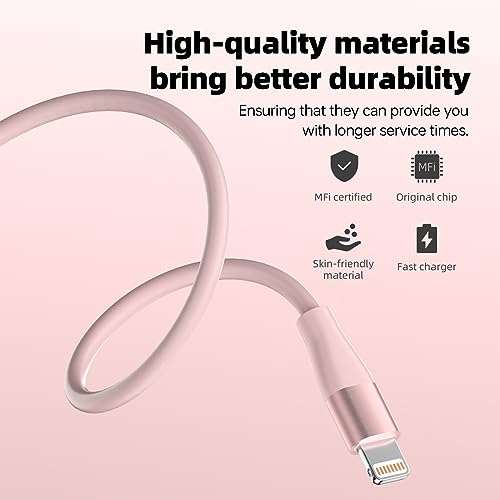 High-quality materials
bring better durability
Ensuring that they can provide you
with longer service times.
MFi
MFi certified
Original chip
Skin-friendly
material
Fast charger